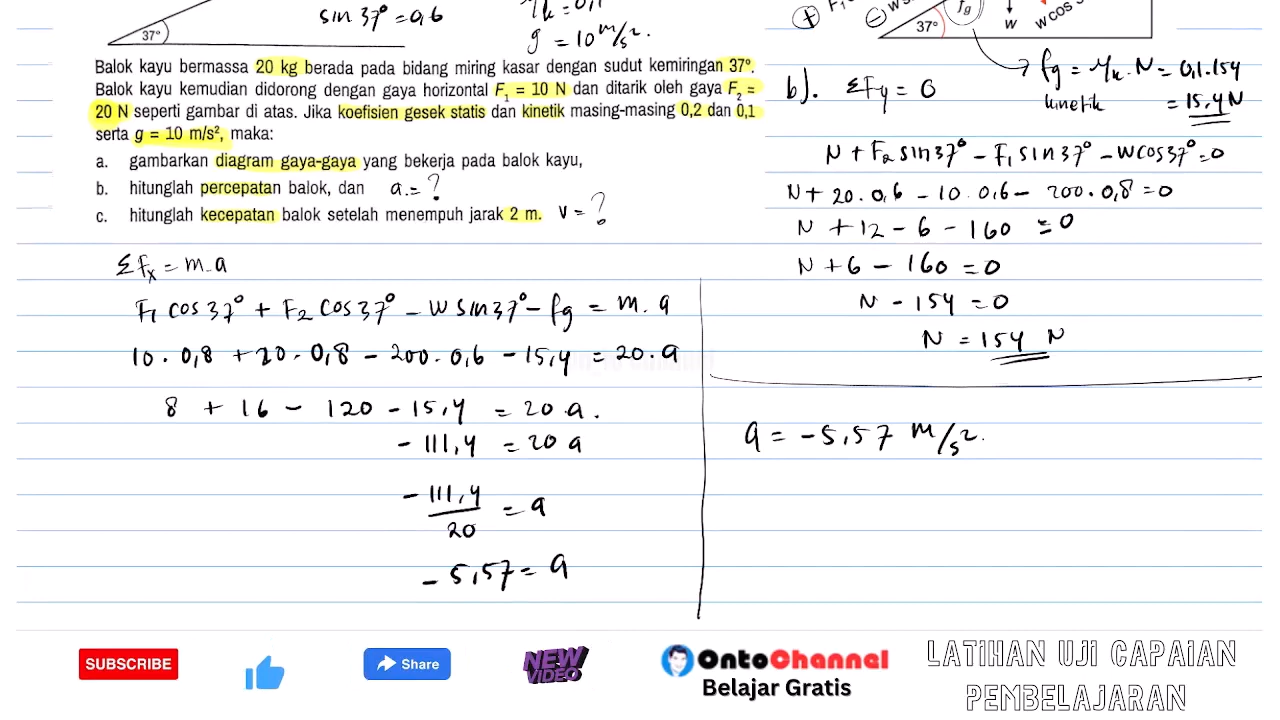 sin 37° = 0,6
g = 10 m/s².
37°
Balok kayu bermassa 20 kg berada pada bidang miring kasar dengan sudut kemiringan 37°.
Balok kayu kemudian didorong dengan gaya horizontal F₁ = 10 N dan ditarik oleh gaya F₂ =
20 N seperti gambar di atas. Jika koefisien gesek statis dan kinetik masing-masing 0,2 dan 0,1
serta g = 10 m/s², maka:
a. gambarkan diagram gaya-gaya yang bekerja pada balok kayu,
b. hitunglah percepatan balok, dan a = ?
c. hitunglah kecepatan balok setelah menempuh jarak 2 m. v = ?
ΣFx = m.a
F₁ cos 37° + F₂ cos 37° - W sin 37° - fg = m.a
10 . 0,8 + 20 . 0,8 - 200 . 0,6 - 15,4 = 20 . a
8 + 16 - 120 - 15,4 = 20 a.
- 111,4 = 20 a
-111,4
20
= a
- 5,57 = a
fg
W
W cos 3
37°
b). ΣFy = 0
fg = μk . N = 0,1 . 154
kinetik = 15,4 N
N + F₂ sin 37° - F₁ sin 37° - W cos 37° = 0
N + 20 . 0,6 - 10 . 0,6 - 200 . 0,8 = 0
N + 12 - 6 - 160 = 0
N + 6 - 160 = 0
N - 154 = 0
N = 154 N
a = -5,57 m/s².
SUBSCRIBE
Share
NEW
VIDEO
OntoChannel
Belajar Gratis
LATIHAN UJI CAPAIAN
PEMBELAJARAN